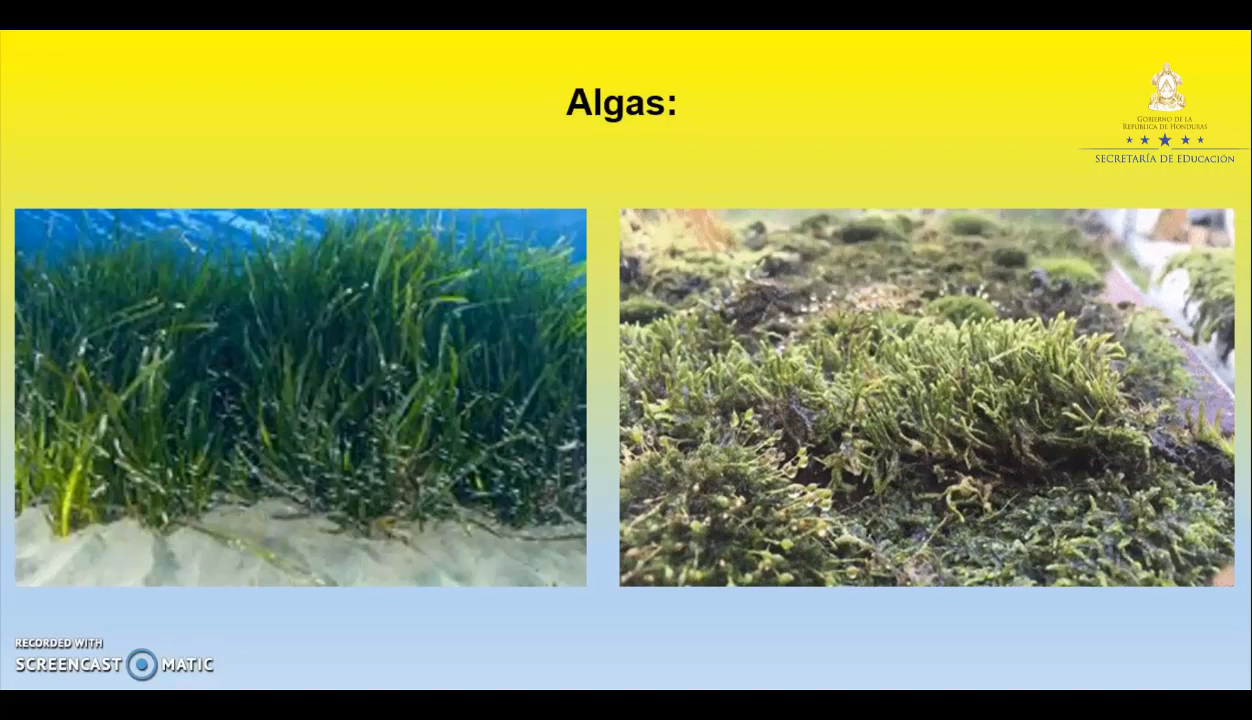 Algas:
GOBIERNO DE LA
REPÚBLICA DE HONDURAS
SECRETARÍA DE EDUCACIÓN
RECORDED WITH
SCREENCAST MATIC